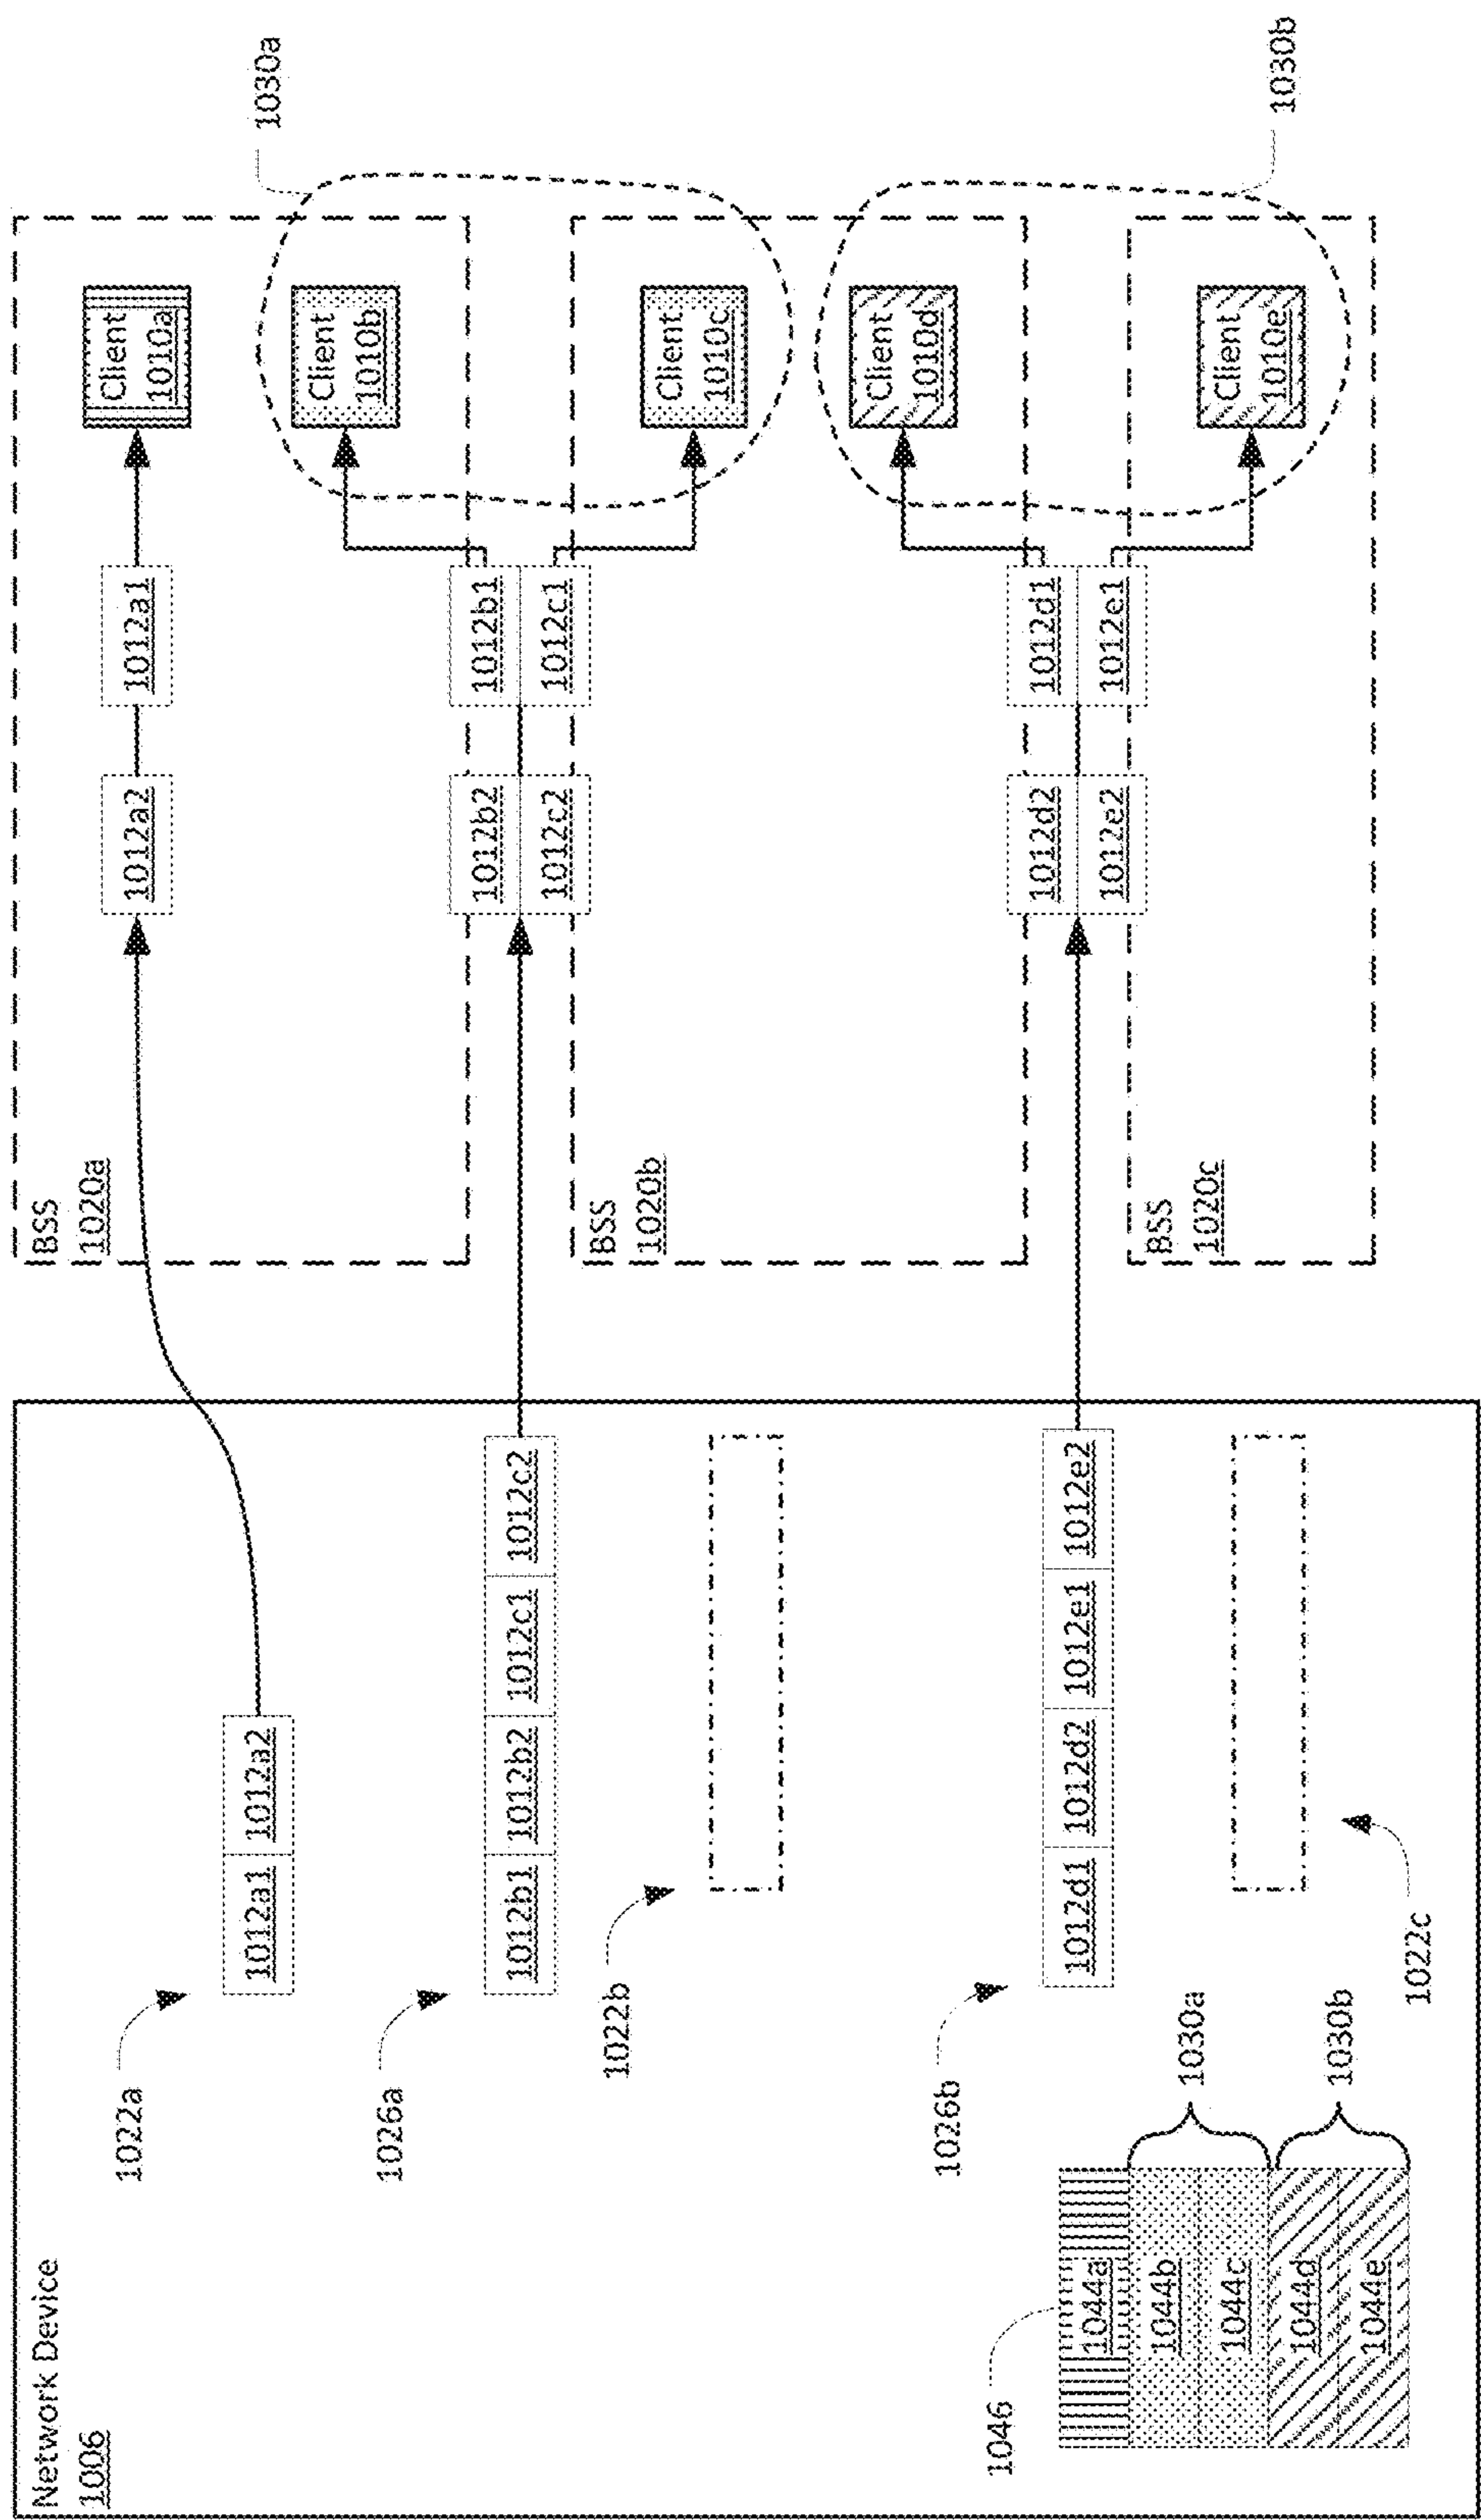 Network Device
1006
1022a
1012a1
1012a2
1026a
1012b1
1012b2
1012c1
1012c2
1022b
1026b
1012d1
1012d2
1012e1
1012e2
1022c
1046
1044a
1044b
1044c
1044d
1044e
1030a
1030b
BSS
1020a
1012a2
1012a1
Client
1010a
Client
1010b
1030a
1012b2
1012b1
1012c2
1012c1
BSS
1020b
Client
1010c
Client
1010d
1012d2
1012d1
1012e2
1012e1
BSS
1020c
Client
1010e
1030b